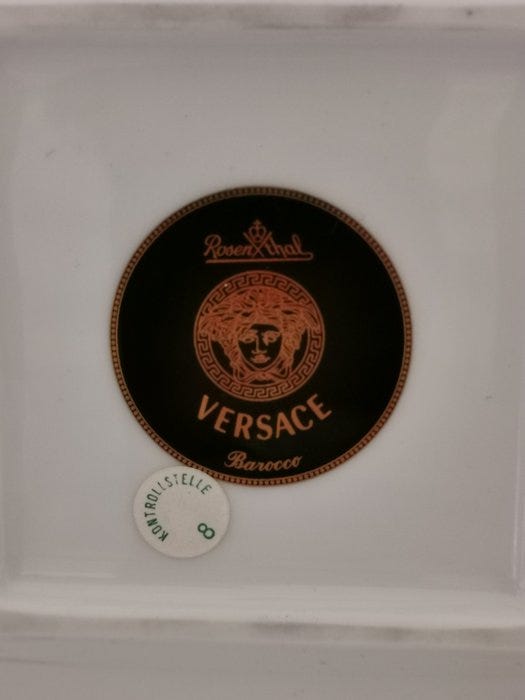 Rosenthal
VERSACE
Barocco
KONTROLLSTELLE
8